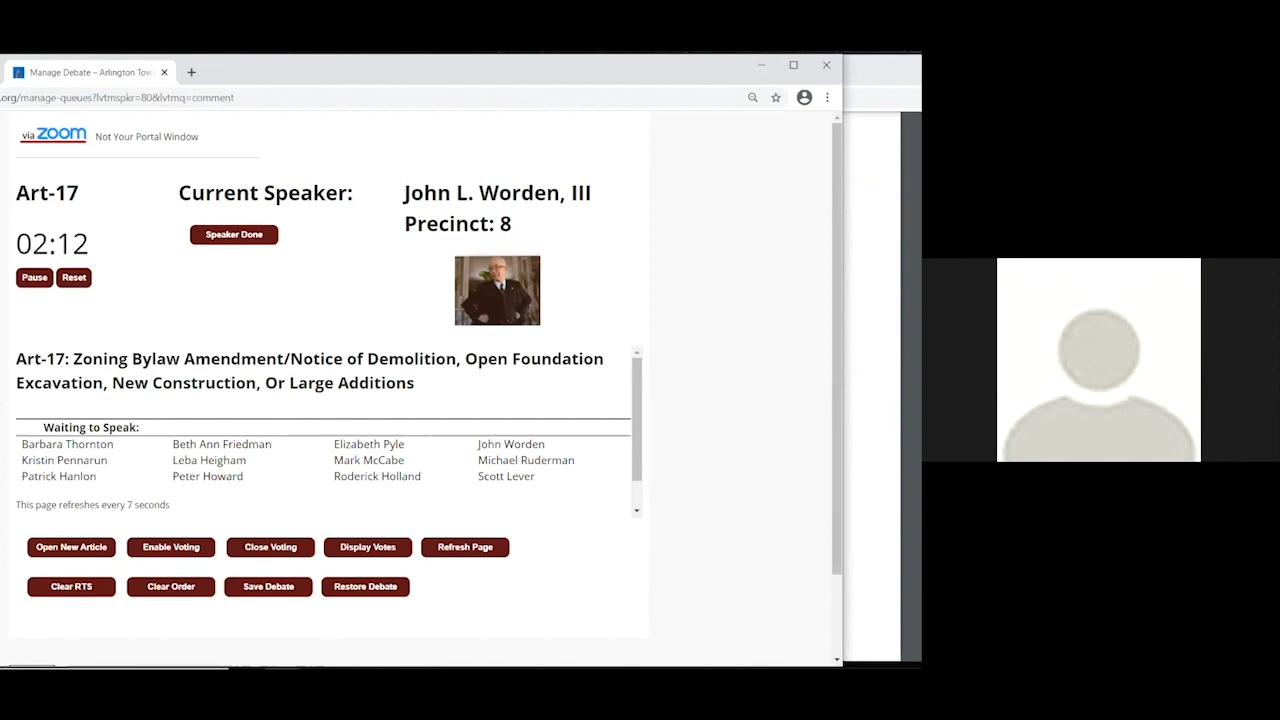 Manage Debate – Arlington Tow
.org/manage-queues?lvtmspkr=80&lvtmq=comment
via zoom Not Your Portal Window
Art-17 Current Speaker: John L. Worden, III
Precinct: 8
Speaker Done
02:12
Pause Reset
Art-17: Zoning Bylaw Amendment/Notice of Demolition, Open Foundation
Excavation, New Construction, Or Large Additions
Waiting to Speak:
Barbara Thornton Beth Ann Friedman Elizabeth Pyle John Worden
Kristin Pennarun Leba Heigham Mark McCabe Michael Ruderman
Patrick Hanlon Peter Howard Roderick Holland Scott Lever
This page refreshes every 7 seconds
Open New Article Enable Voting Close Voting Display Votes Refresh Page
Clear RTS Clear Order Save Debate Restore Debate